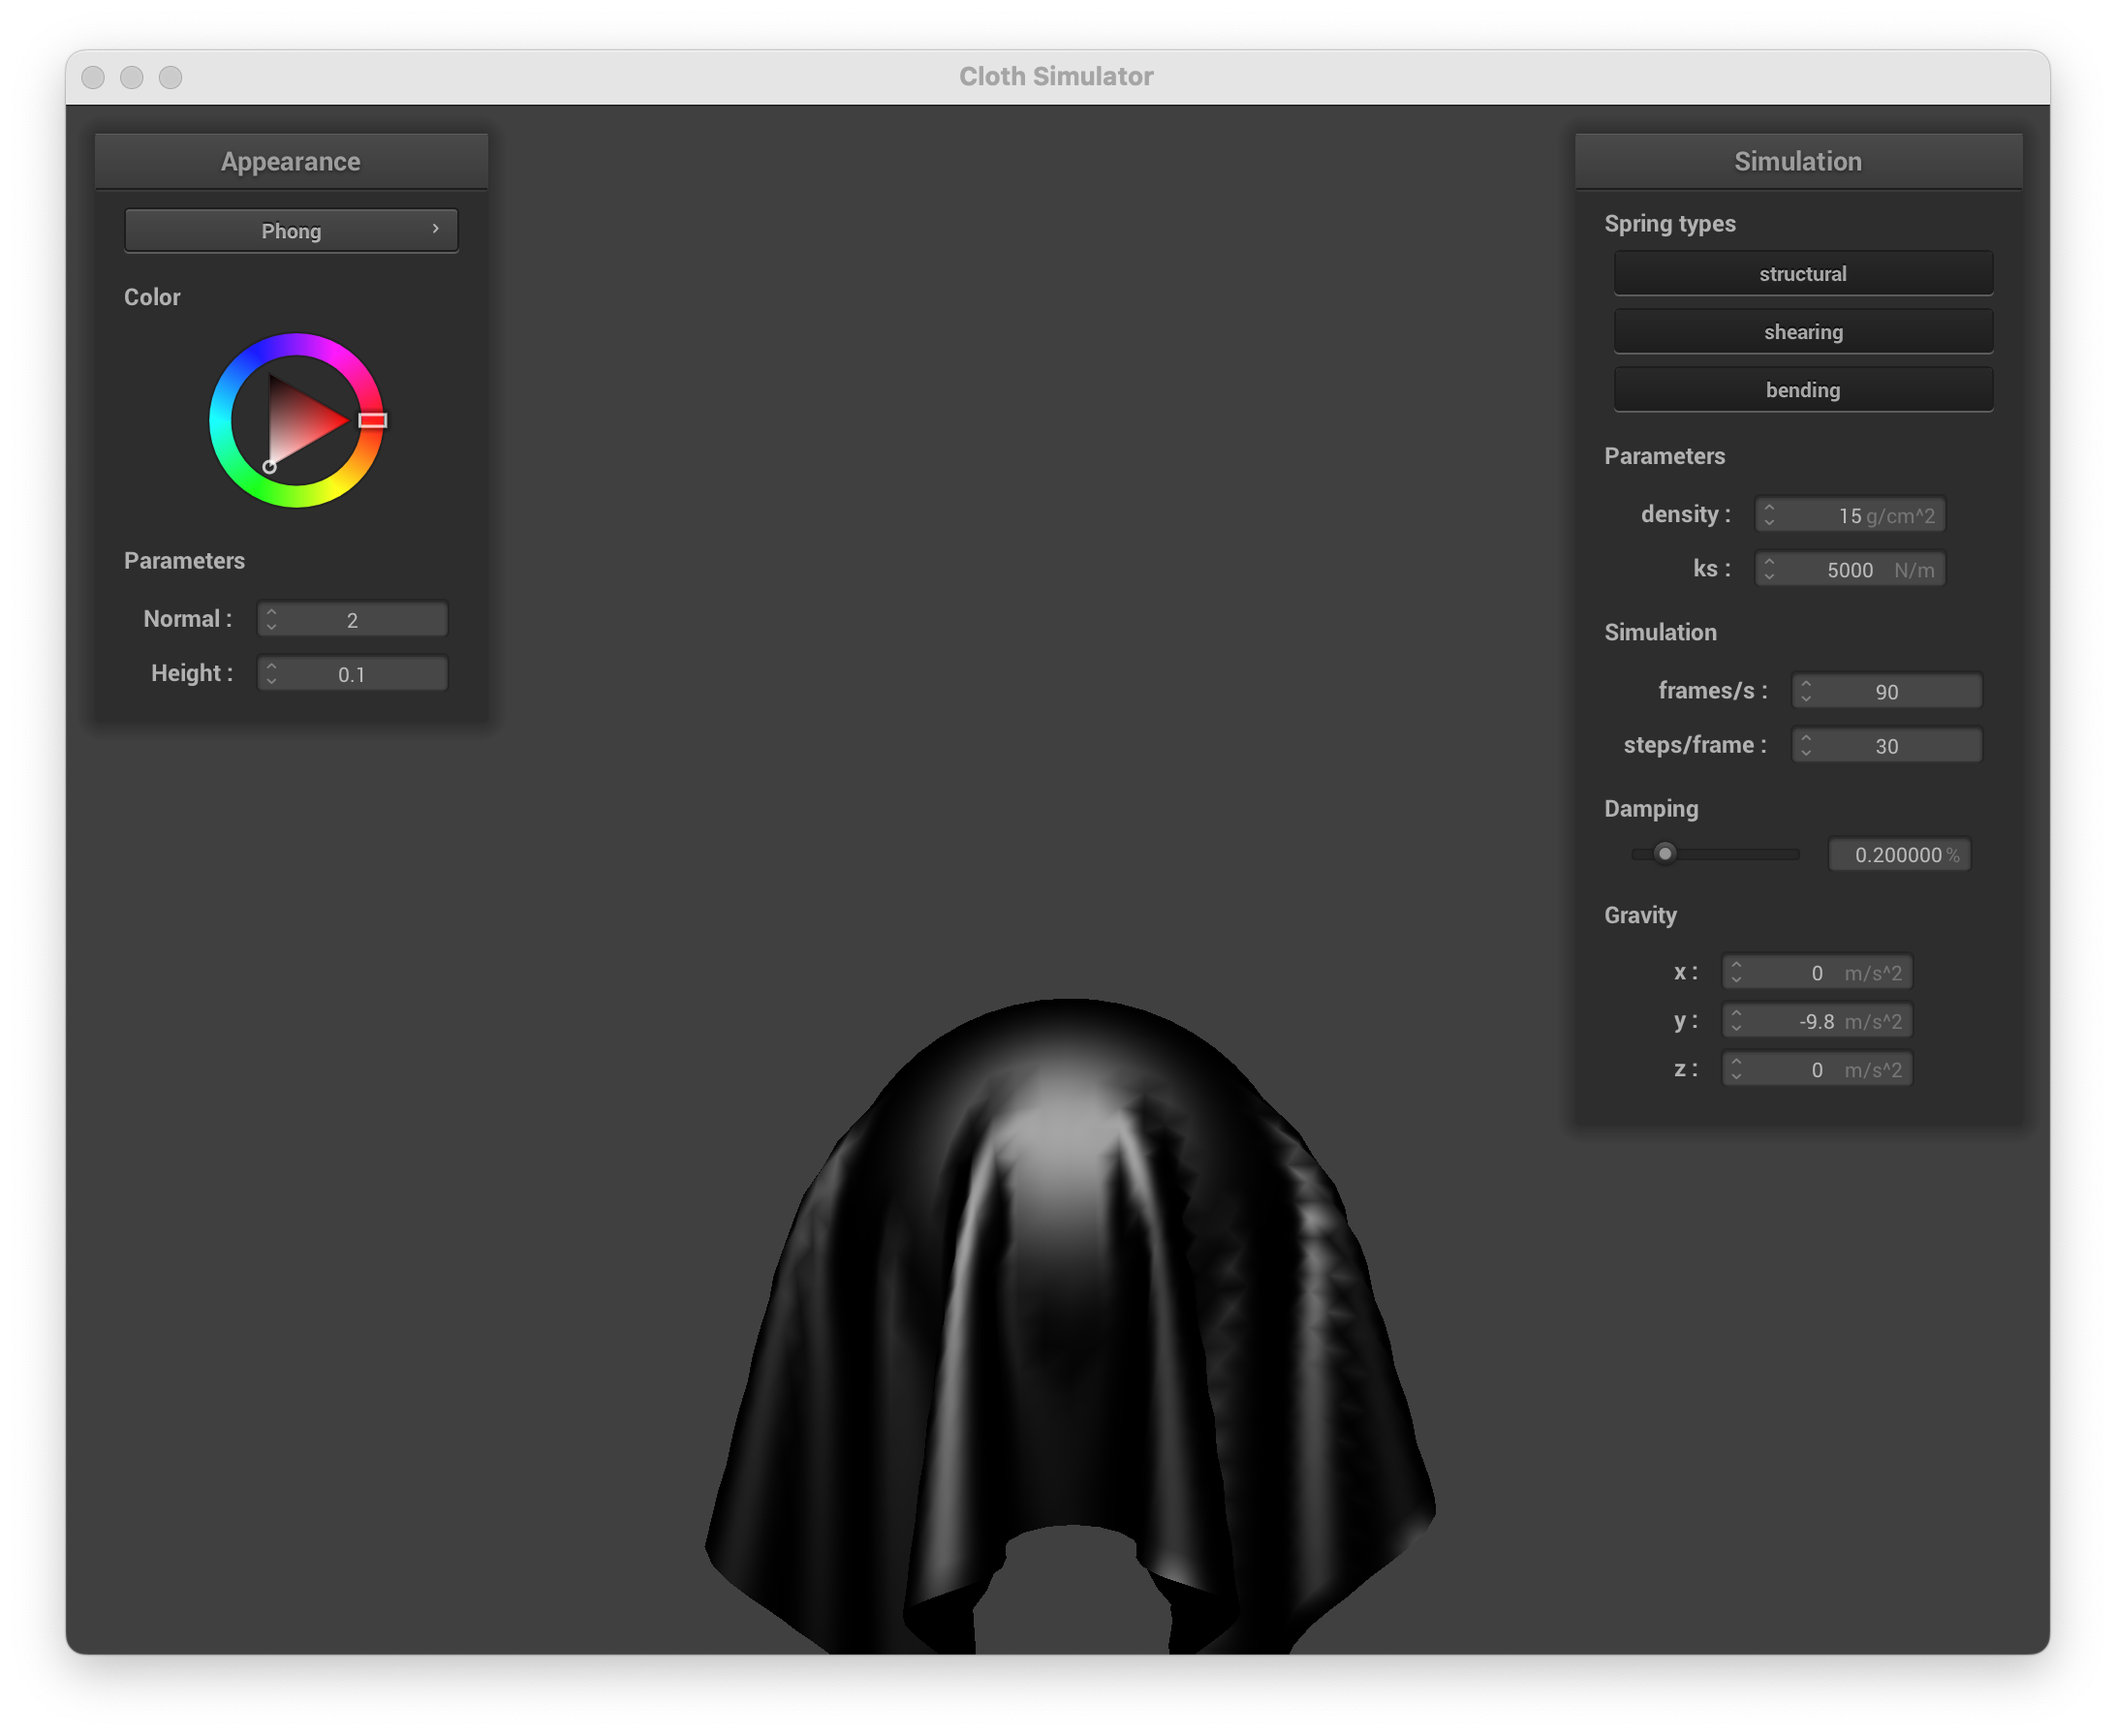 Cloth Simulator
Appearance
Phong
Color
Parameters
Normal : 2
Height : 0.1
Simulation
Spring types
structural
shearing
bending
Parameters
density : 15 g/cm^2
ks : 5000 N/m
Simulation
frames/s : 90
steps/frame : 30
Damping
0.200000 %
Gravity
x : 0 m/s^2
y : -9.8 m/s^2
z : 0 m/s^2